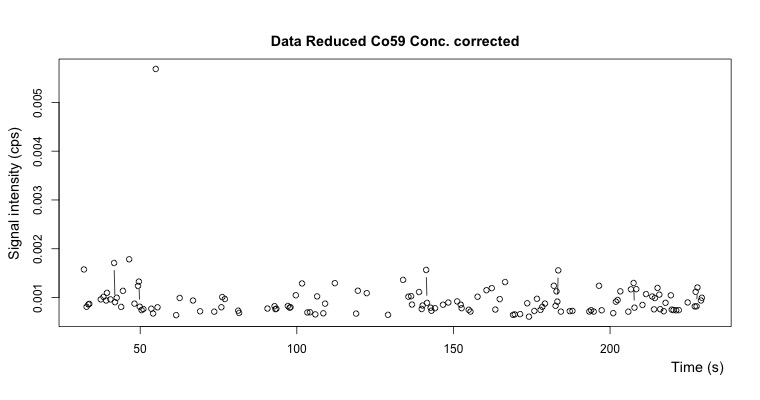 Data Reduced Co59 Conc. corrected
Signal intensity (cps)
0.005
0.004
0.003
0.002
0.001
50 100 150 200
Time (s)